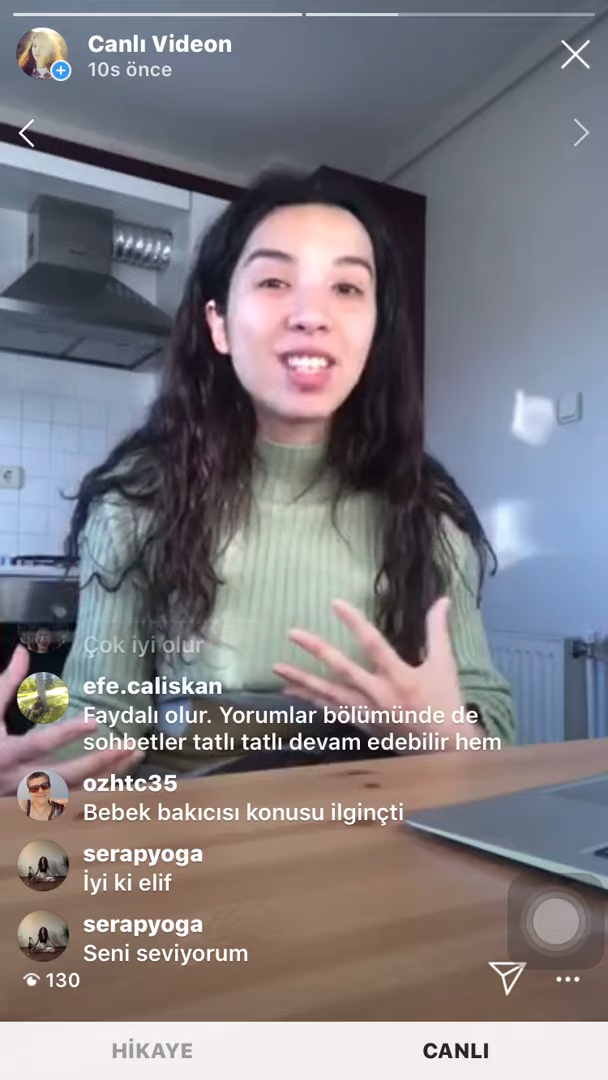 Canlı Videon
10s önce
Çok iyi olur
efe.caliskan
Faydalı olur. Yorumlar bölümünde de
sohbetler tatlı tatlı devam edebilir hem
ozhtc35
Bebek bakıcısı konusu ilginçti
serapyoga
İyi ki elif
serapyoga
Seni seviyorum
130
HİKAYE
CANLI